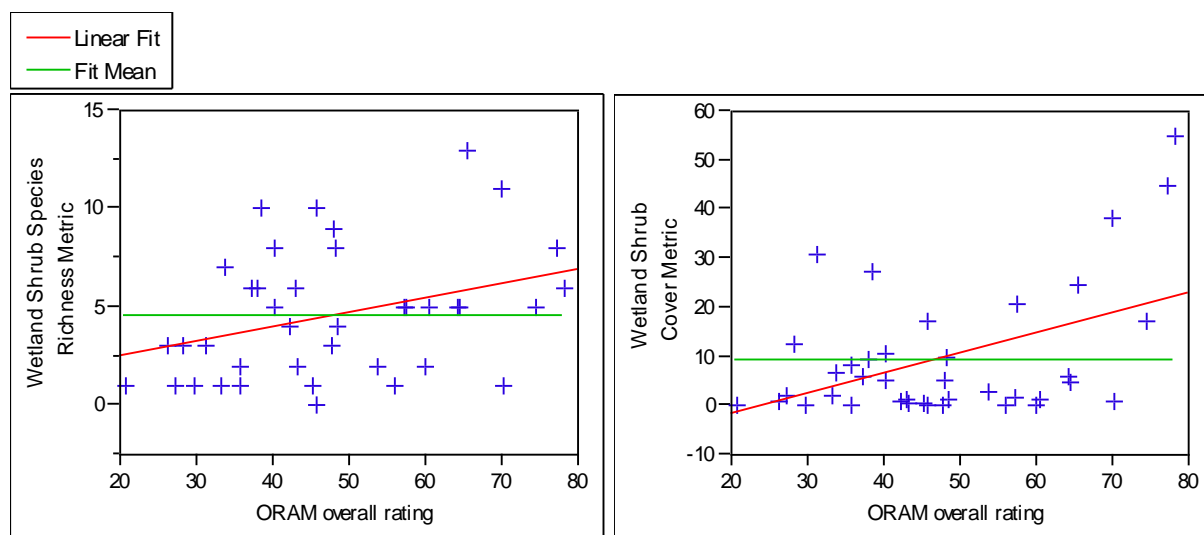 Linear Fit
Fit Mean
Wetland Shrub Species
Richness Metric
15
10
5
0
20 30 40 50 60 70 80
ORAM overall rating
Wetland Shrub
Cover Metric
60
50
40
30
20
10
0
-10
20 30 40 50 60 70 80
ORAM overall rating